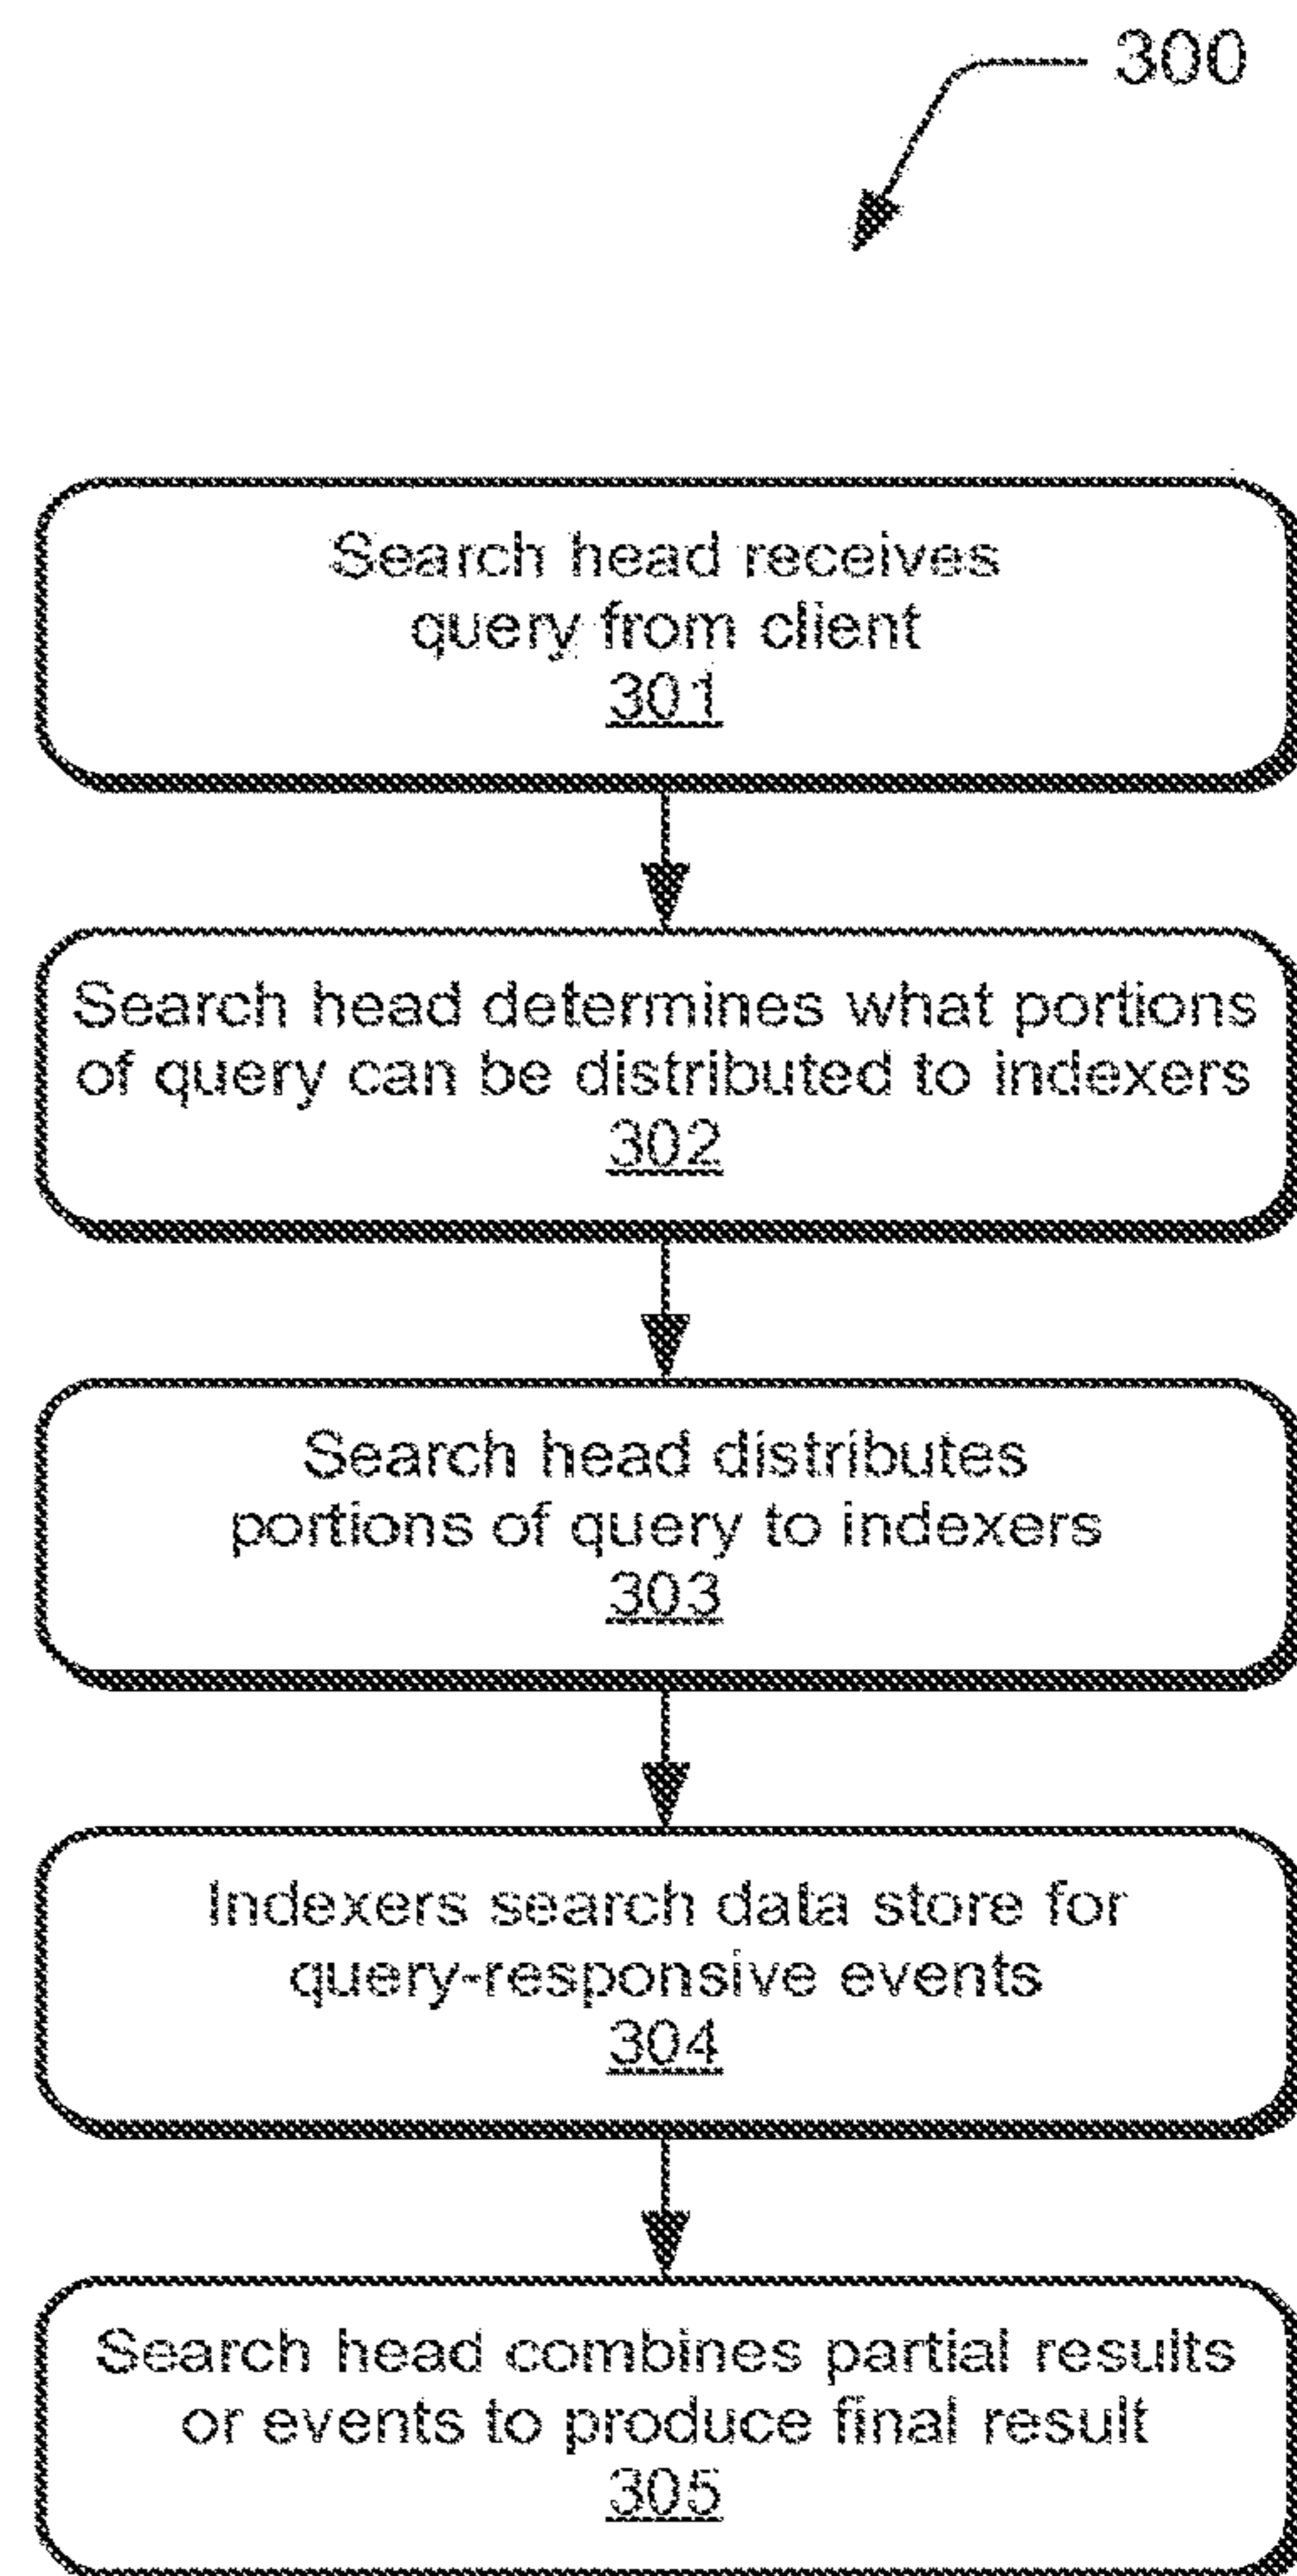 300
Search head receives
query from client
301
Search head determines what portions
of query can be distributed to indexers
302
Search head distributes
portions of query to indexers
303
Indexers search data store for
query-responsive events
304
Search head combines partial results
or events to produce final result
305